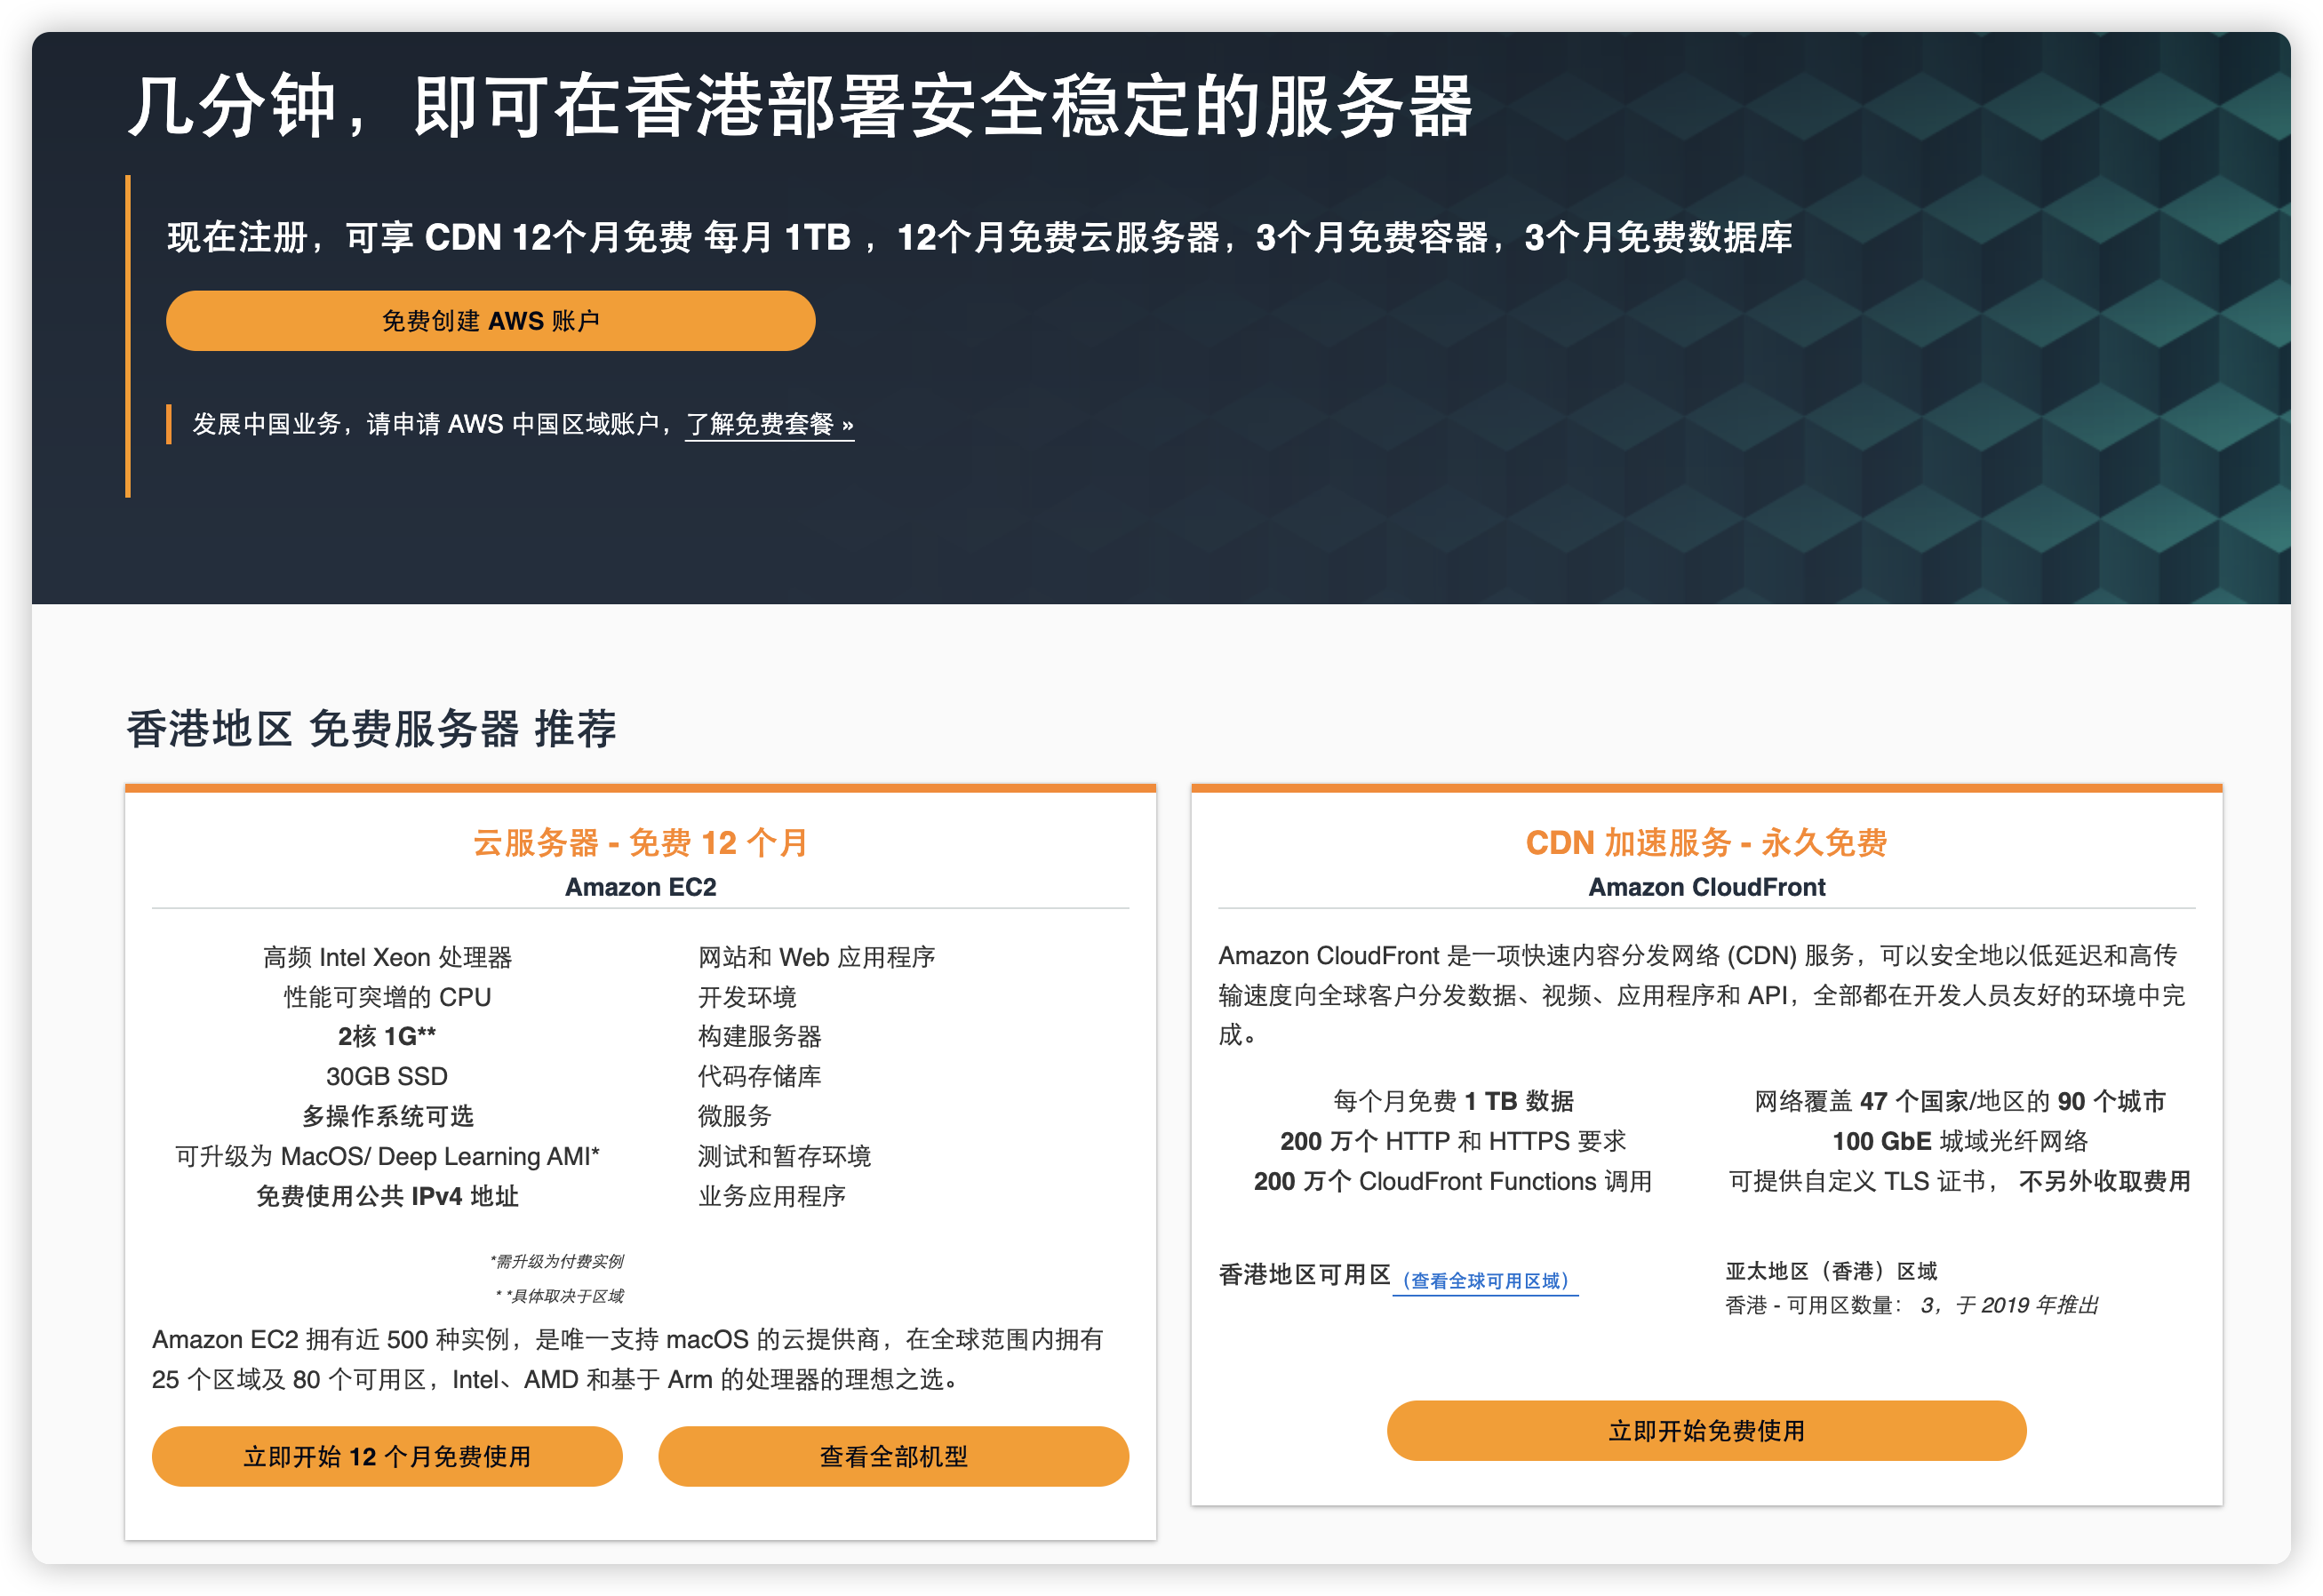 几分钟，即可在香港部署安全稳定的服务器
现在注册，可享 CDN 12个月免费 每月 1TB ，12个月免费云服务器，3个月免费容器，3个月免费数据库
免费创建 AWS 账户
发展中国业务，请申请 AWS 中国区域账户，了解免费套餐 »
香港地区 免费服务器 推荐
云服务器 - 免费 12 个月
Amazon EC2
高频 Intel Xeon 处理器
性能可突增的 CPU
2核 1G**
30GB SSD
多操作系统可选
可升级为 MacOS/ Deep Learning AMI*
免费使用公共 IPv4 地址
*需升级为付费实例
* *具体取决于区域
网站和 Web 应用程序
开发环境
构建服务器
代码存储库
微服务
测试和暂存环境
业务应用程序
Amazon EC2 拥有近 500 种实例，是唯一支持 macOS 的云提供商，在全球范围内拥有
25 个区域及 80 个可用区，Intel、AMD 和基于 Arm 的处理器的理想之选。
立即开始 12 个月免费使用
查看全部机型
CDN 加速服务 - 永久免费
Amazon CloudFront
Amazon CloudFront 是一项快速内容分发网络 (CDN) 服务，可以安全地以低延迟和高传
输速度向全球客户分发数据、视频、应用程序和 API，全部都在开发人员友好的环境中完
成。
每个月免费 1 TB 数据
200 万个 HTTP 和 HTTPS 要求
200 万个 CloudFront Functions 调用
网络覆盖 47 个国家/地区的 90 个城市
100 GbE 城域光纤网络
可提供自定义 TLS 证书， 不另外收取费用
香港地区可用区（查看全球可用区域）
亚太地区（香港）区域
香港 - 可用区数量： 3，于 2019 年推出
立即开始免费使用